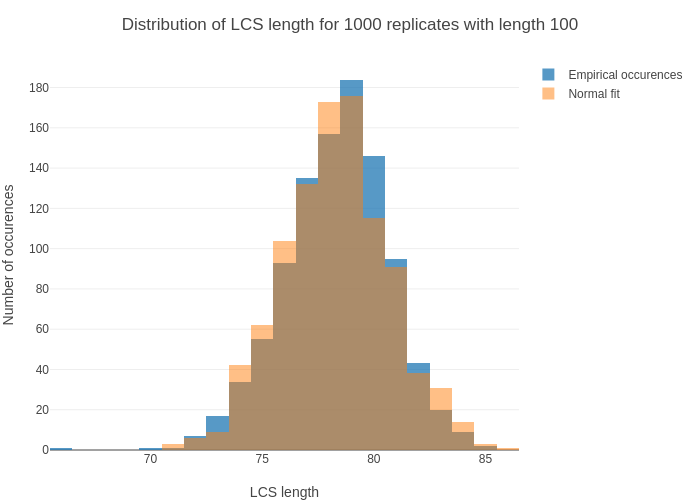 Distribution of LCS length for 1000 replicates with length 100
Empirical occurences
Normal fit
Number of occurences
180
160
140
120
100
80
60
40
20
0
70
75
80
85
LCS length